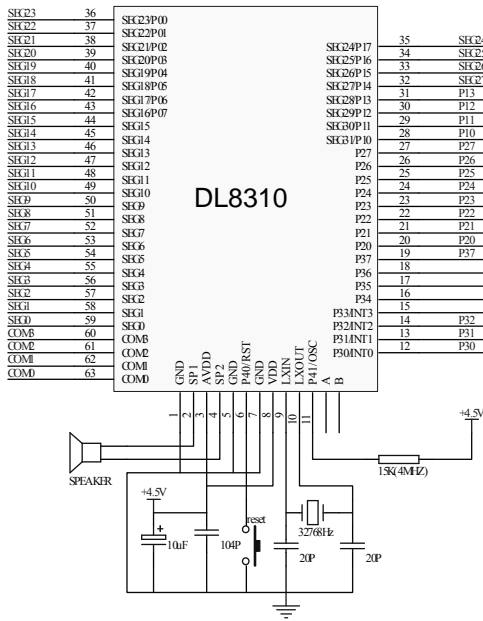 SEG23 36 SEG23/P00
SEG22 37 SEG22/P01
SEG21 38 SEG21/P02
SEG20 39 SEG20/P03
SEG19 40 SEG19/P04
SEG18 41 SEG18/P05
SEG17 42 SEG17/P06
SEG16 43 SEG16/P07
SEG15 44 SEG15
SEG14 45 SEG14
SEG13 46 SEG13
SEG12 47 SEG12
SEG11 48 SEG11
SEG10 49 SEG10
SEG9 50 SEG9
SEG8 51 SEG8
SEG7 52 SEG7
SEG6 53 SEG6
SEG5 54 SEG5
SEG4 55 SEG4
SEG3 56 SEG3
SEG2 57 SEG2
SEG1 58 SEG1
SEG0 59 SEG0
COM3 60 COM3
COM2 61 COM2
COM1 62 COM1
COM0 63 COM0
DL8310
SEG24/P17 35 SEG24
SEG25/P16 34 SEG25
SEG26/P15 33 SEG26
SEG27/P14 32 SEG27
SEG28/P13 31 P13
SEG29/P12 30 P12
SEG30/P11 29 P11
SEG31/P10 28 P10
P27 27 P27
P26 26 P26
P25 25 P25
P24 24 P24
P23 23 P23
P22 22 P22
P21 21 P21
P20 20 P20
P37 19 P37
P36 18
P35 17
P34 16
P33/INT3 15
P32/INT2 14 P32
P31/INT1 13 P31
P30/INT0 12 P30
GND 1
SP1 2
AVDD 3
SP2 4
GND 5
P40/RST 6
GND 7
VDD 8
LXIN 9
LXOUT 10
P41/OSC 11
A
B
+4.5V
15K(4MHZ)
SPEAKER
+4.5V
+
10uF
104P
reset
32768Hz
20P
20P